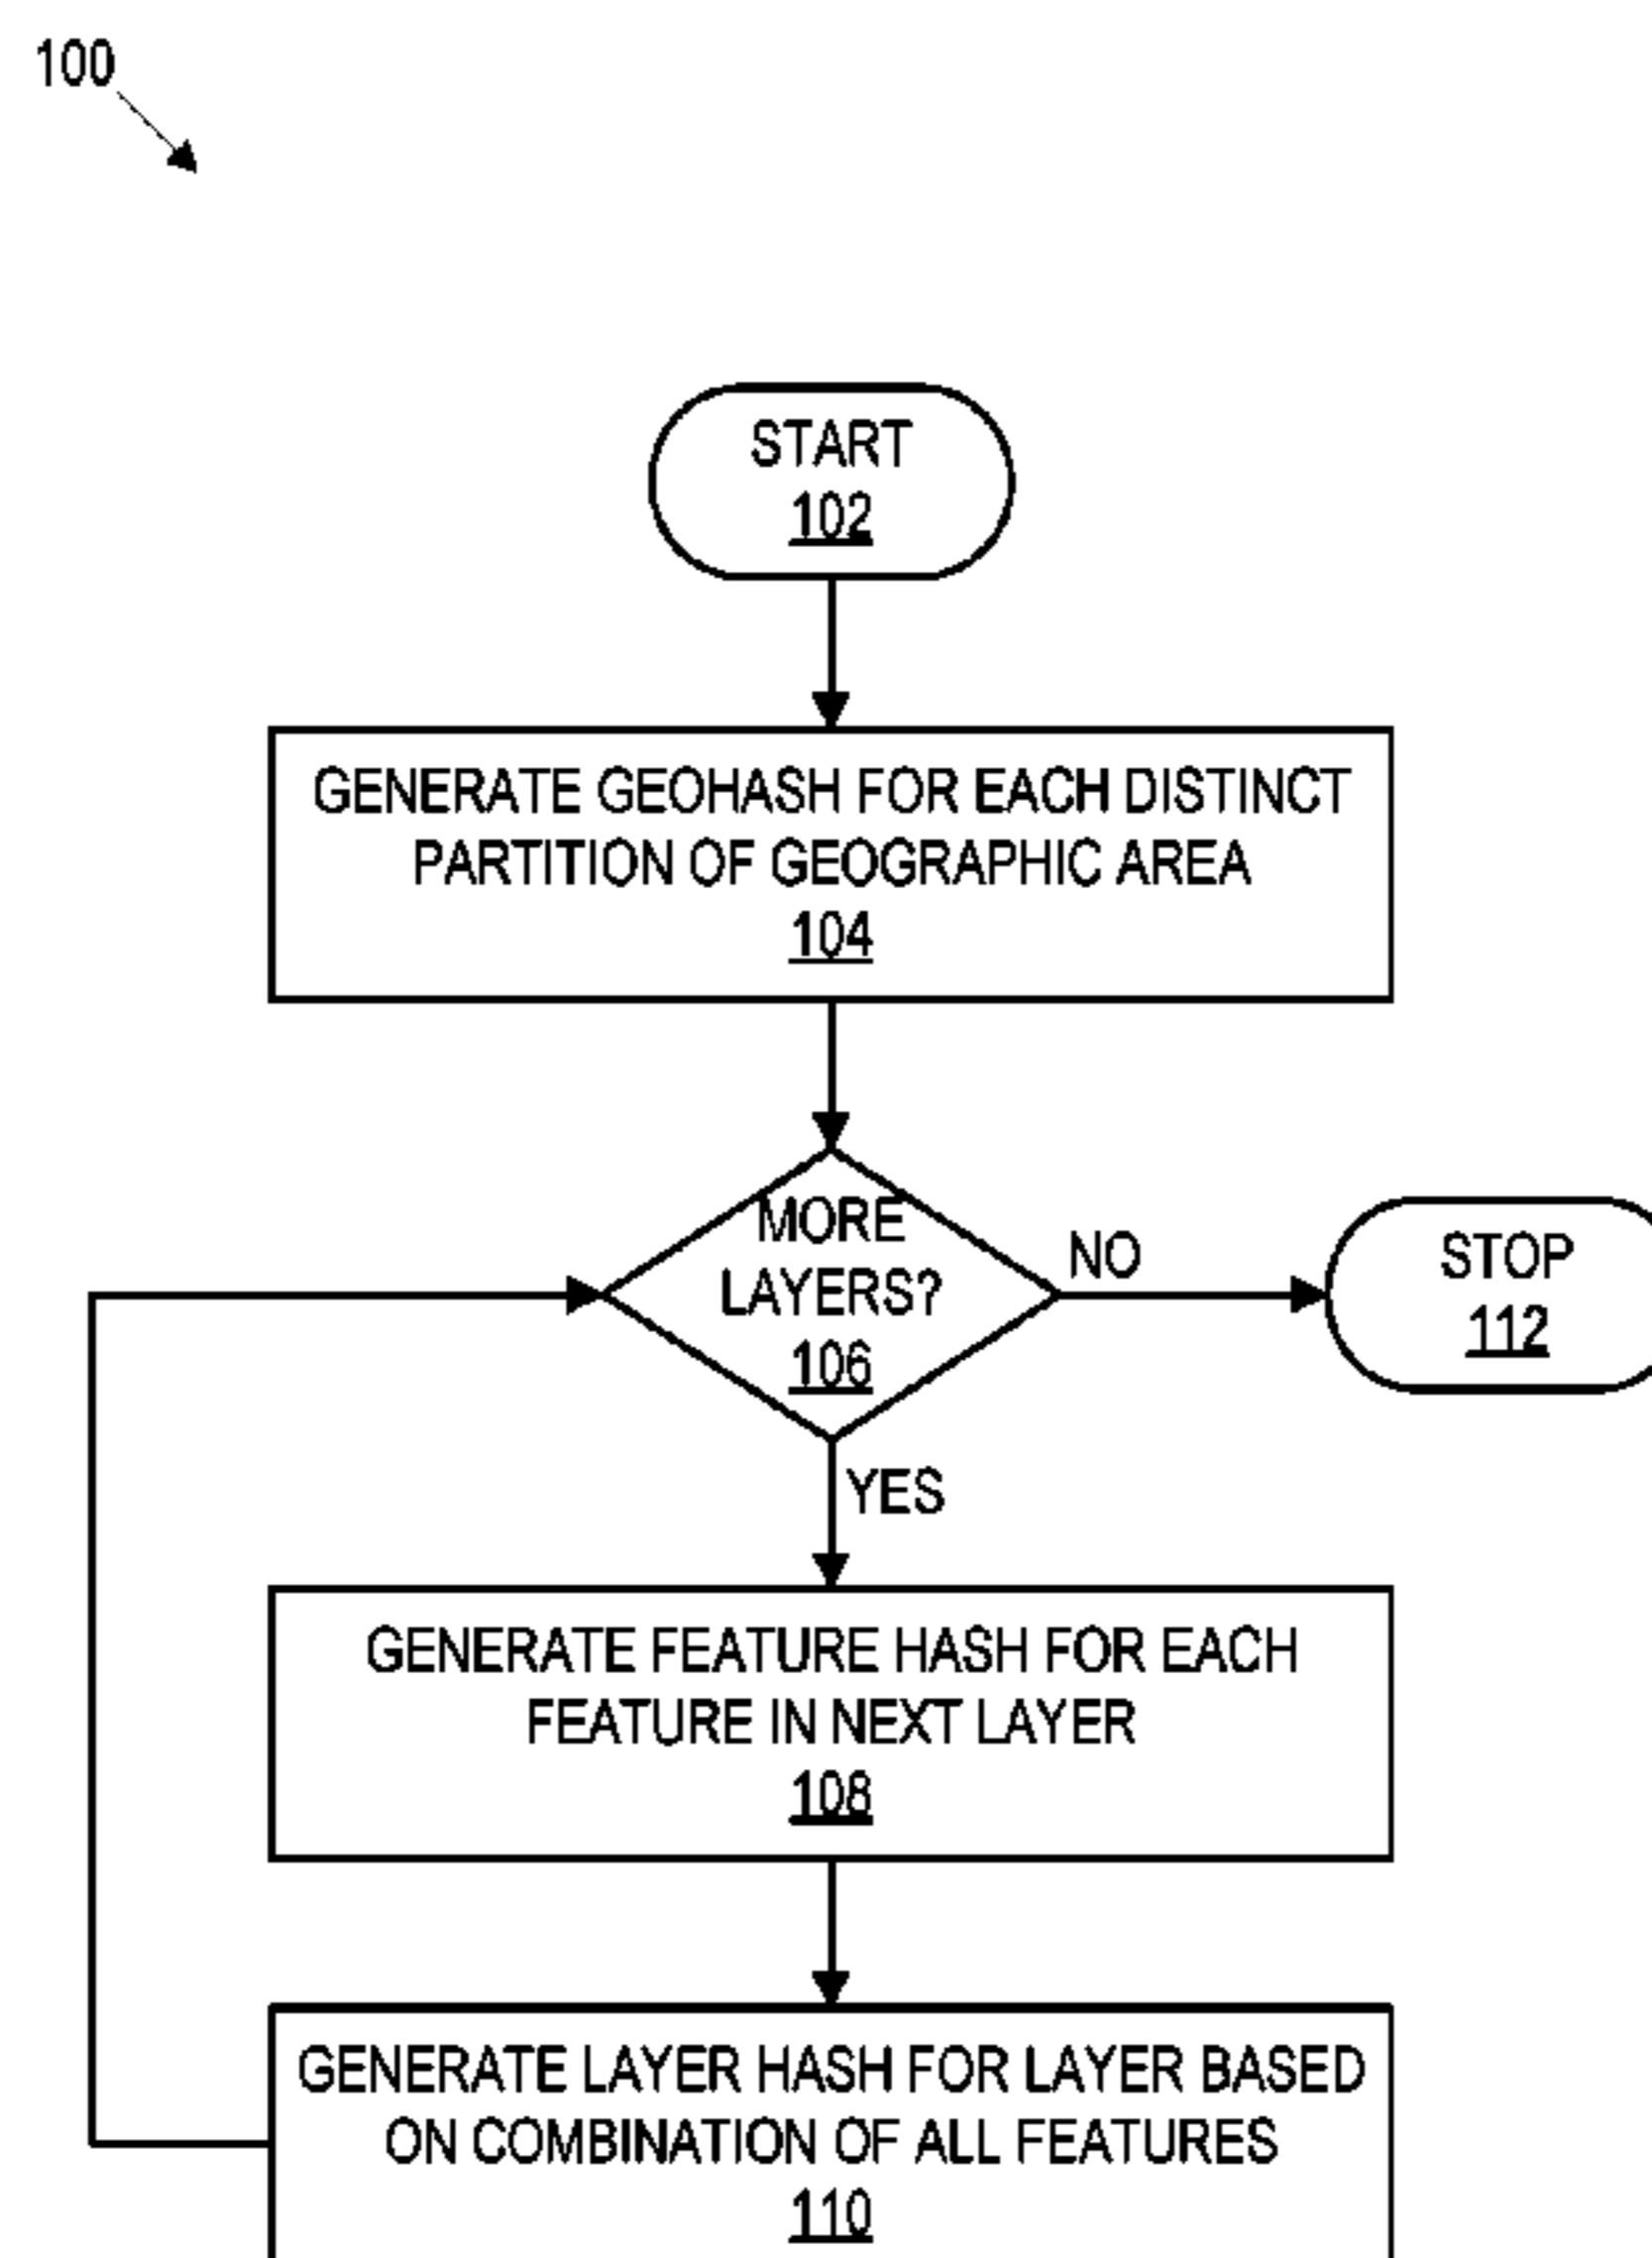 100
START
102
GENERATE GEOHASH FOR EACH DISTINCT
PARTITION OF GEOGRAPHIC AREA
104
MORE
LAYERS?
106
NO
STOP
112
YES
GENERATE FEATURE HASH FOR EACH
FEATURE IN NEXT LAYER
108
GENERATE LAYER HASH FOR LAYER BASED
ON COMBINATION OF ALL FEATURES
110